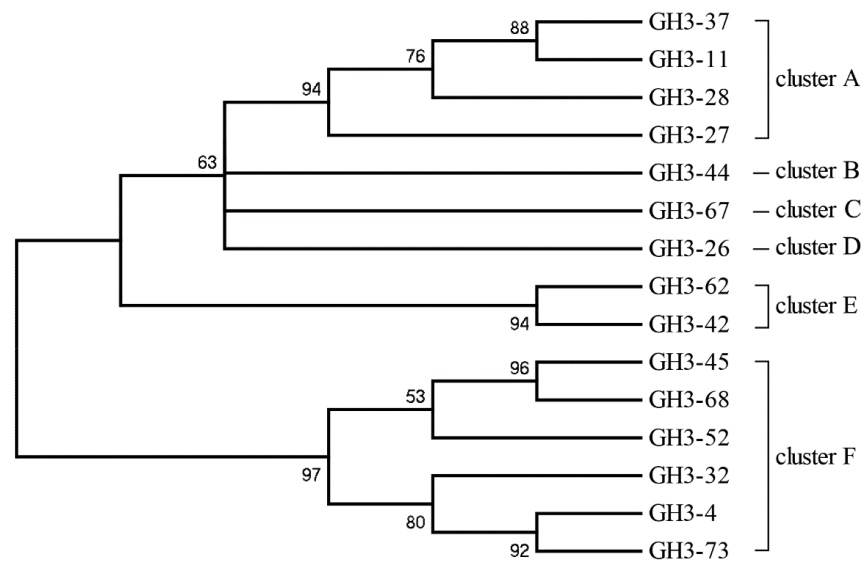 88
GH3-37
GH3-11
76
GH3-28
94
GH3-27
cluster A
63
GH3-44
cluster B
GH3-67
cluster C
GH3-26
cluster D
GH3-62
94
GH3-42
cluster E
96
GH3-45
GH3-68
53
GH3-52
97
GH3-32
80
GH3-4
92
GH3-73
cluster F